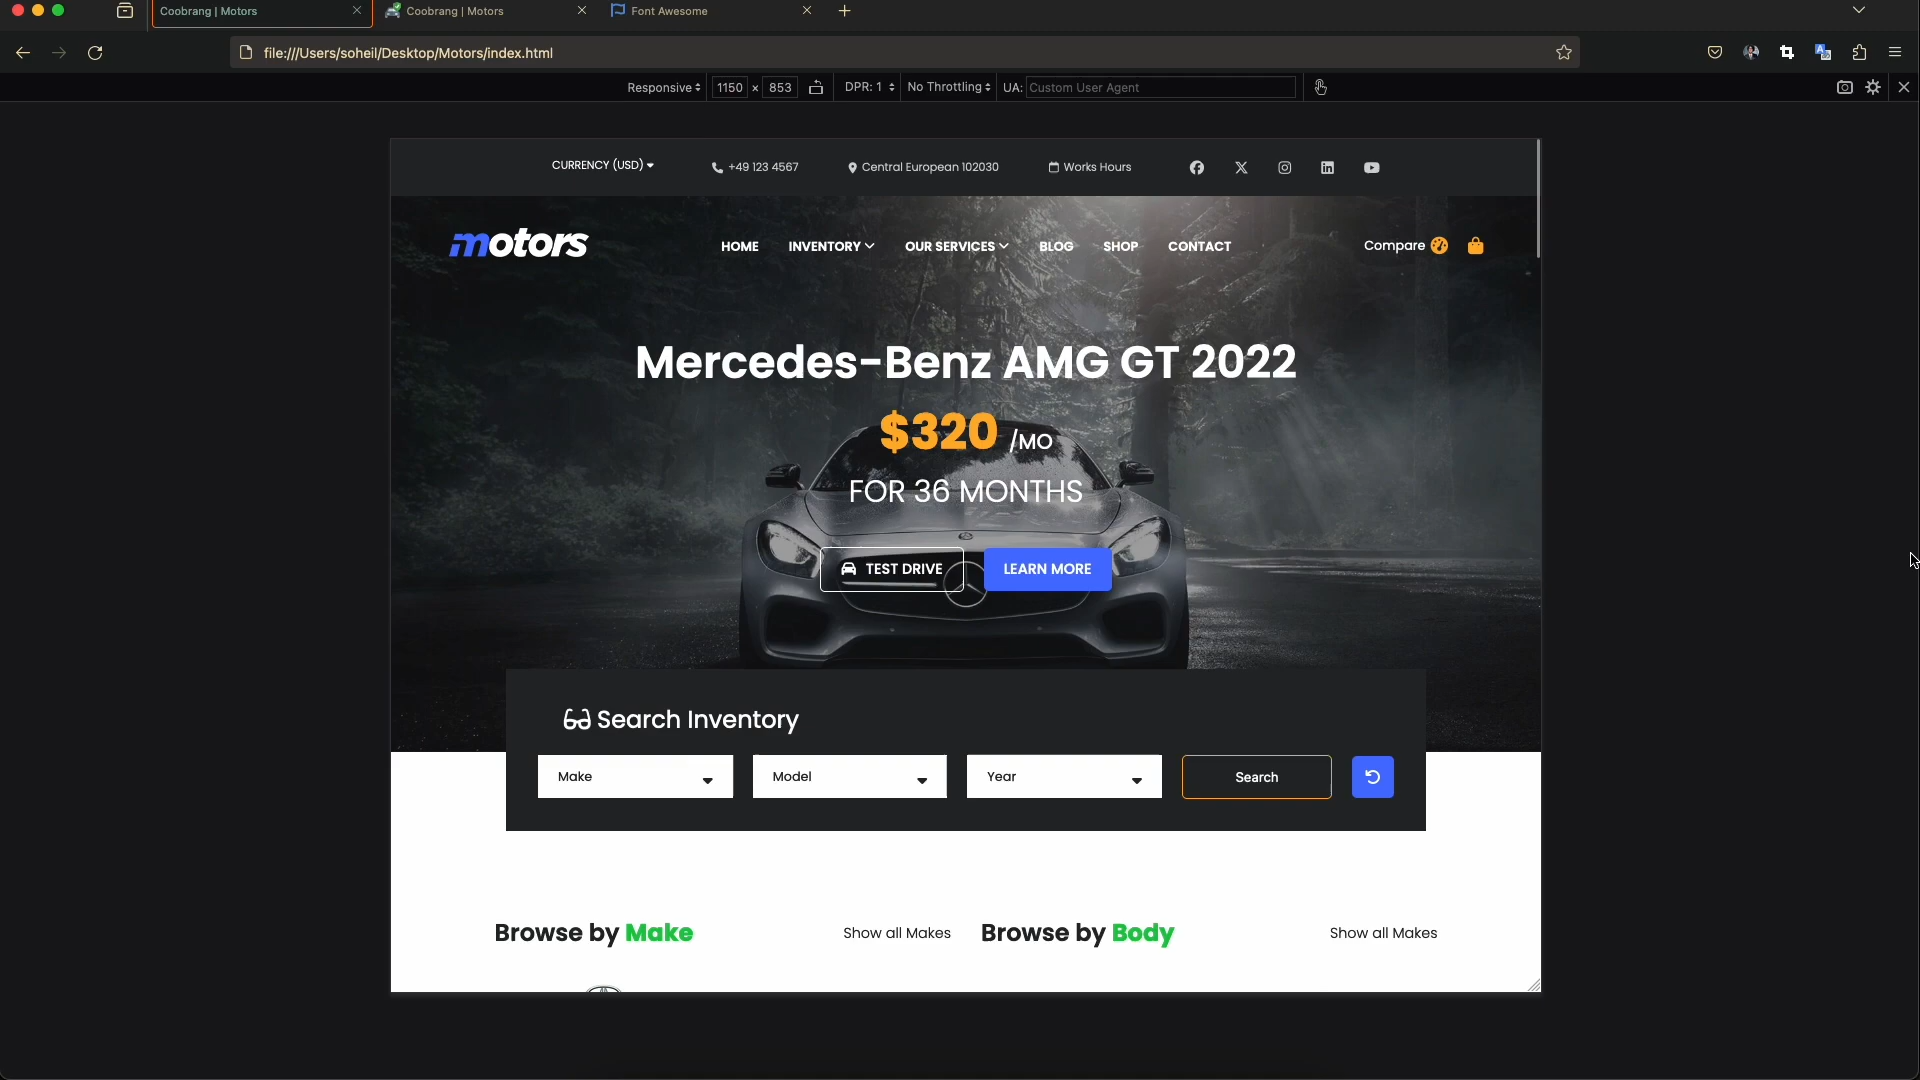 Coobrang | Motors
Coobrang | Motors
Font Awesome
file:///Users/soheil/Desktop/Motors/index.html
Responsive 1150 × 853 DPR: 1 No Throttling UA: Custom User Agent
CURRENCY (USD) +49 123 4567 Central European 102030 Works Hours
motors HOME INVENTORY OUR SERVICES BLOG SHOP CONTACT Compare
Mercedes-Benz AMG GT 2022
$320 /MO
FOR 36 MONTHS
TEST DRIVE LEARN MORE
Search Inventory
Make Model Year Search
Browse by Make Show all Makes Browse by Body Show all Makes